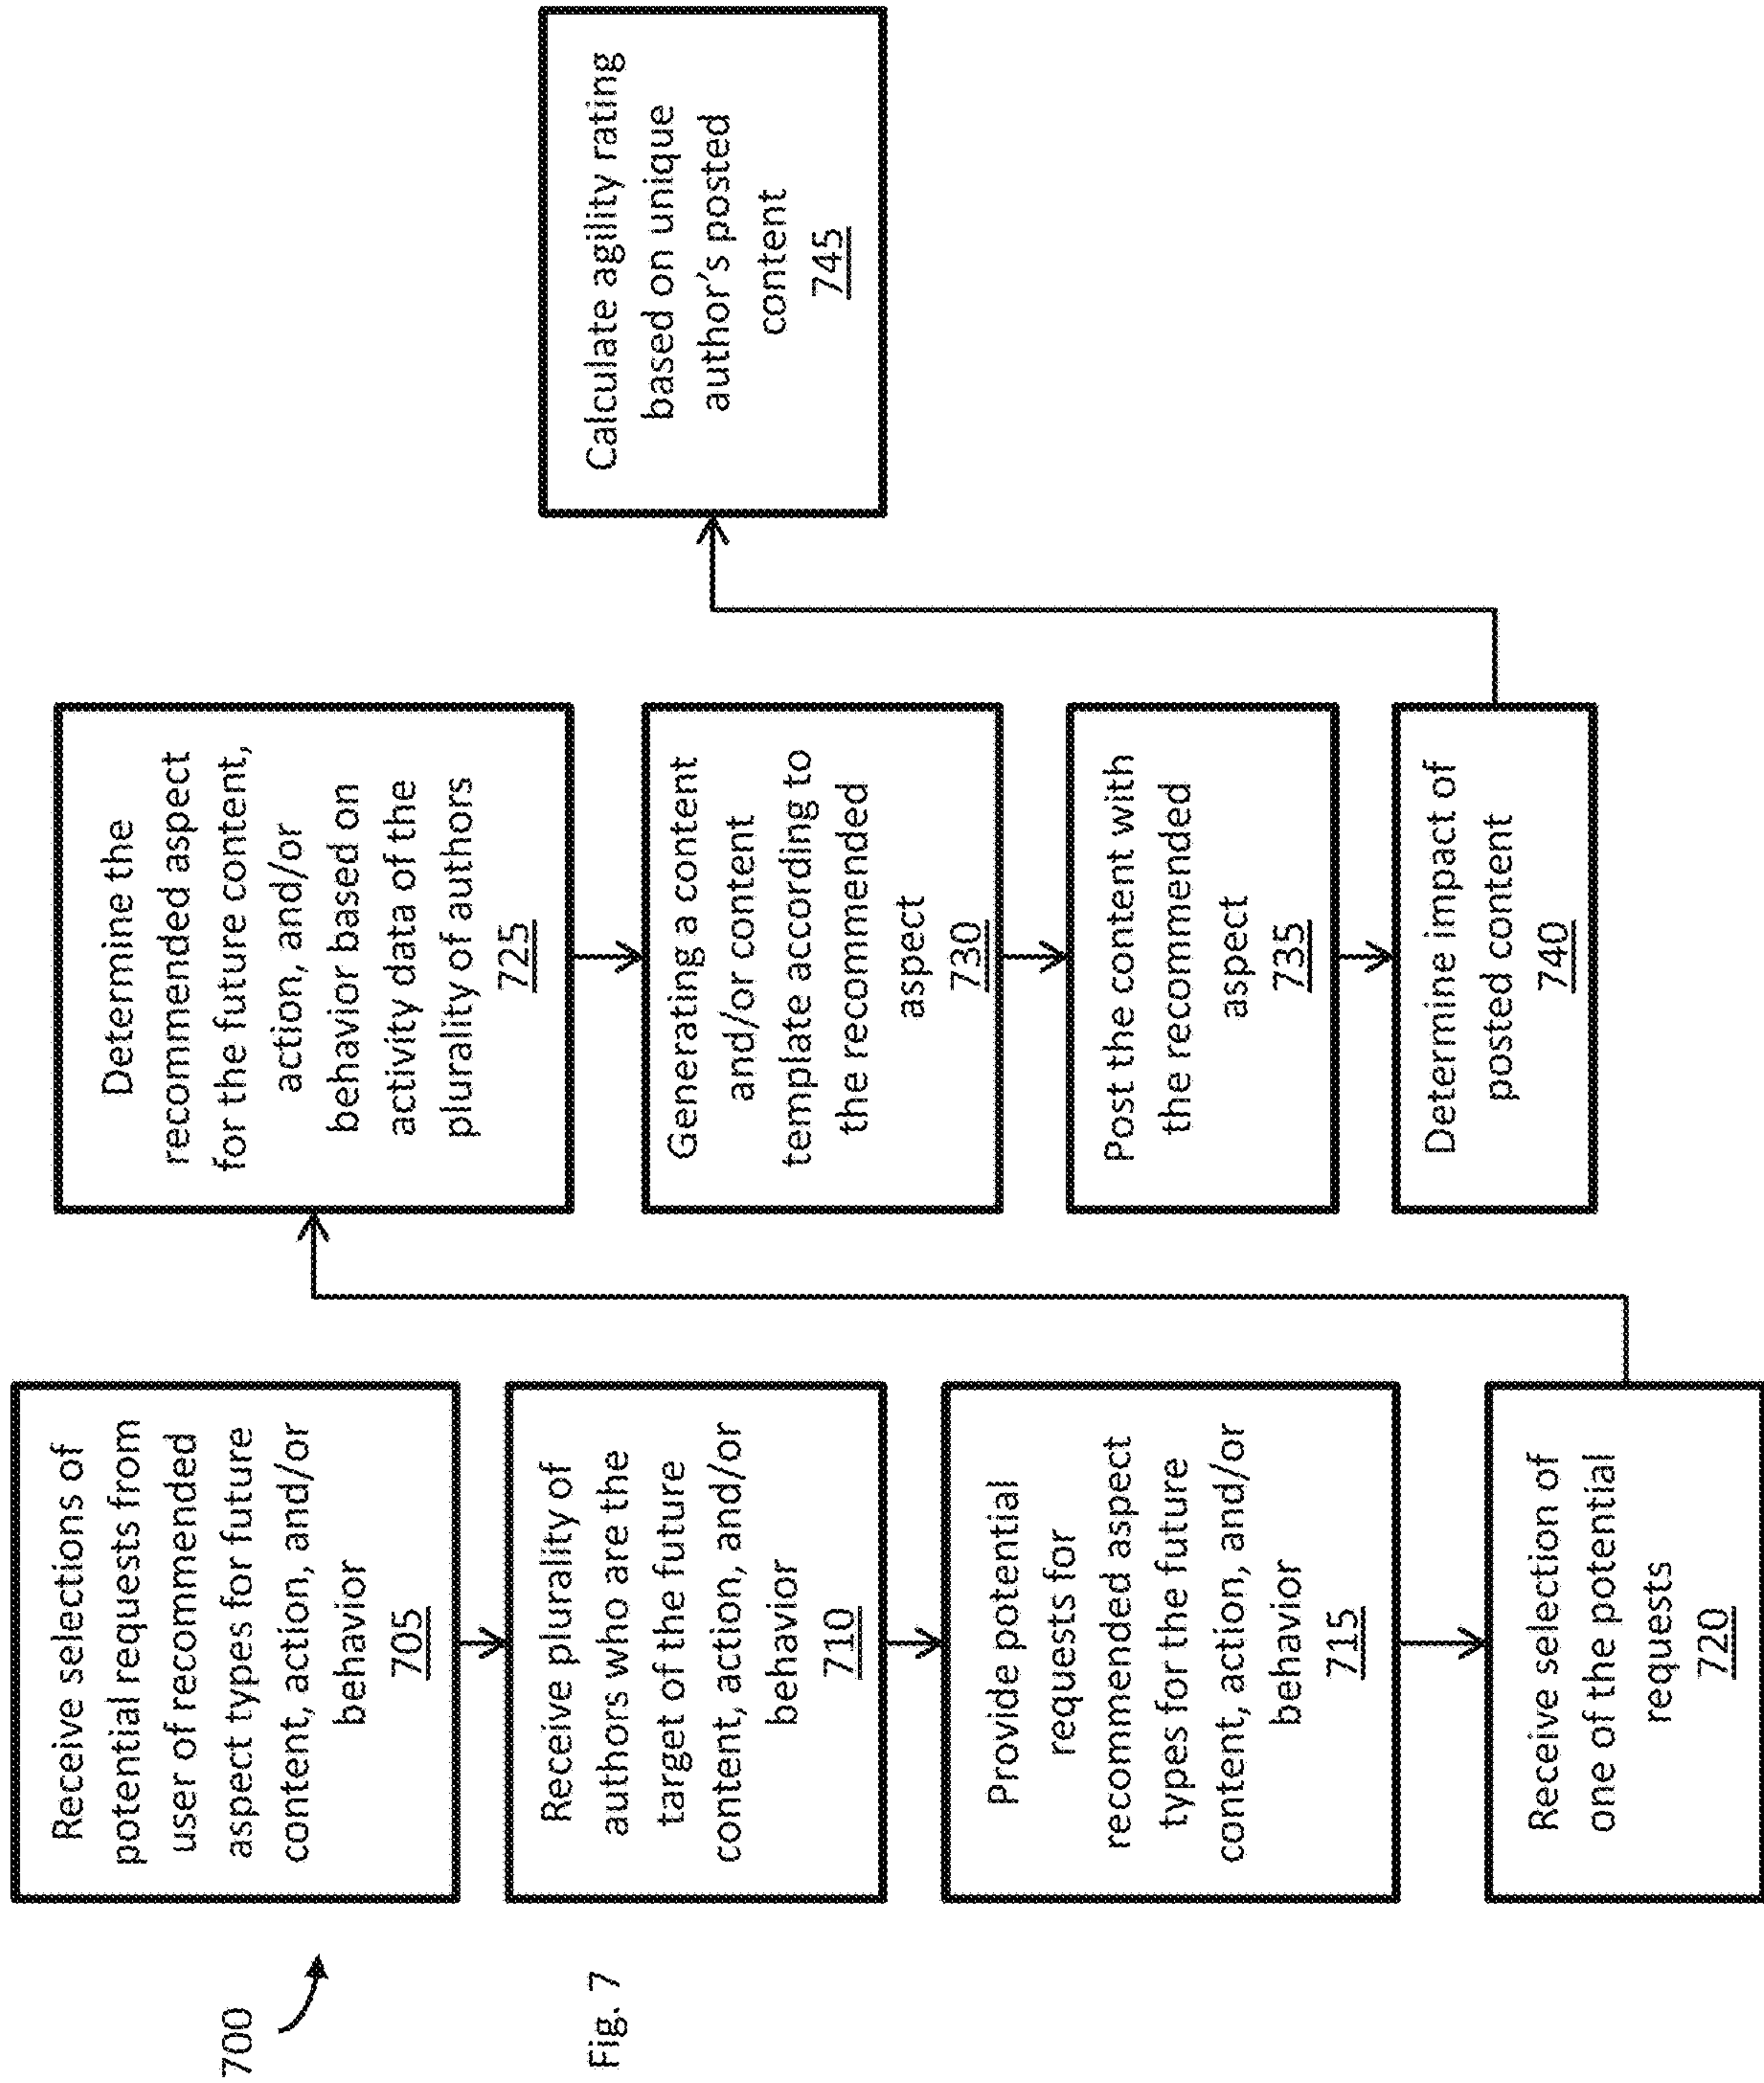 700
Fig. 7
Receive selections of
potential requests from
user of recommended
aspect types for future
content, action, and/or
behavior
705
Receive plurality of
authors who are the
target of the future
content, action, and/or
behavior
710
Provide potential
requests for
recommended aspect
types for the future
content, action, and/or
behavior
715
Receive selection of
one of the potential
requests
720
Determine the
recommended aspect
for the future content,
action, and/or
behavior based on
activity data of the
plurality of authors
725
Generating a content
and/or content
template according to
the recommended
aspect
730
Post the content with
the recommended
aspect
735
Determine impact of
posted content
740
Calculate agility rating
based on unique
author's posted
content
745